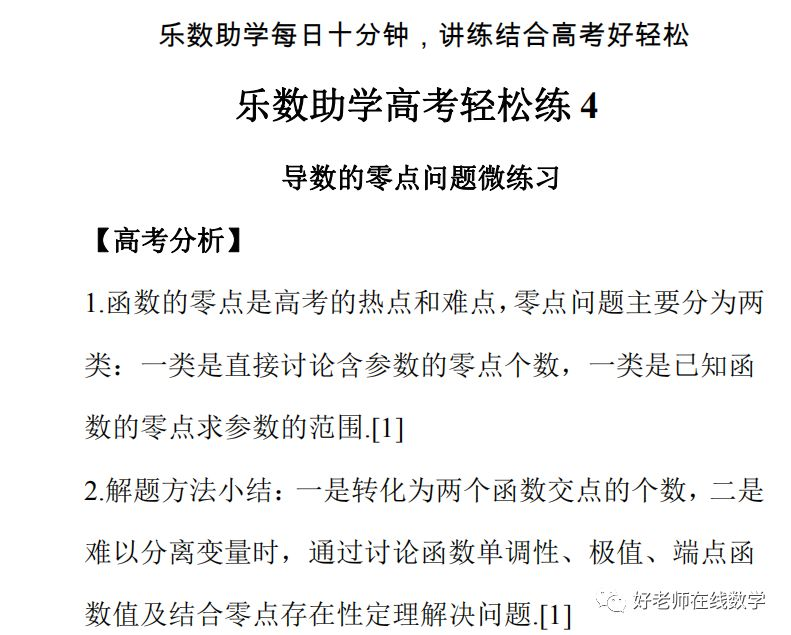 乐数助学每日十分钟，讲练结合高考好轻松
乐数助学高考轻松练 4
导数的零点问题微练习
【高考分析】
1.函数的零点是高考的热点和难点，零点问题主要分为两
类：一类是直接讨论含参数的零点个数，一类是已知函
数的零点求参数的范围.[1]
2.解题方法小结：一是转化为两个函数交点的个数，二是
难以分离变量时，通过讨论函数单调性、极值、端点函
数值及结合零点存在性定理解决问题.[1]
好老师在线数学